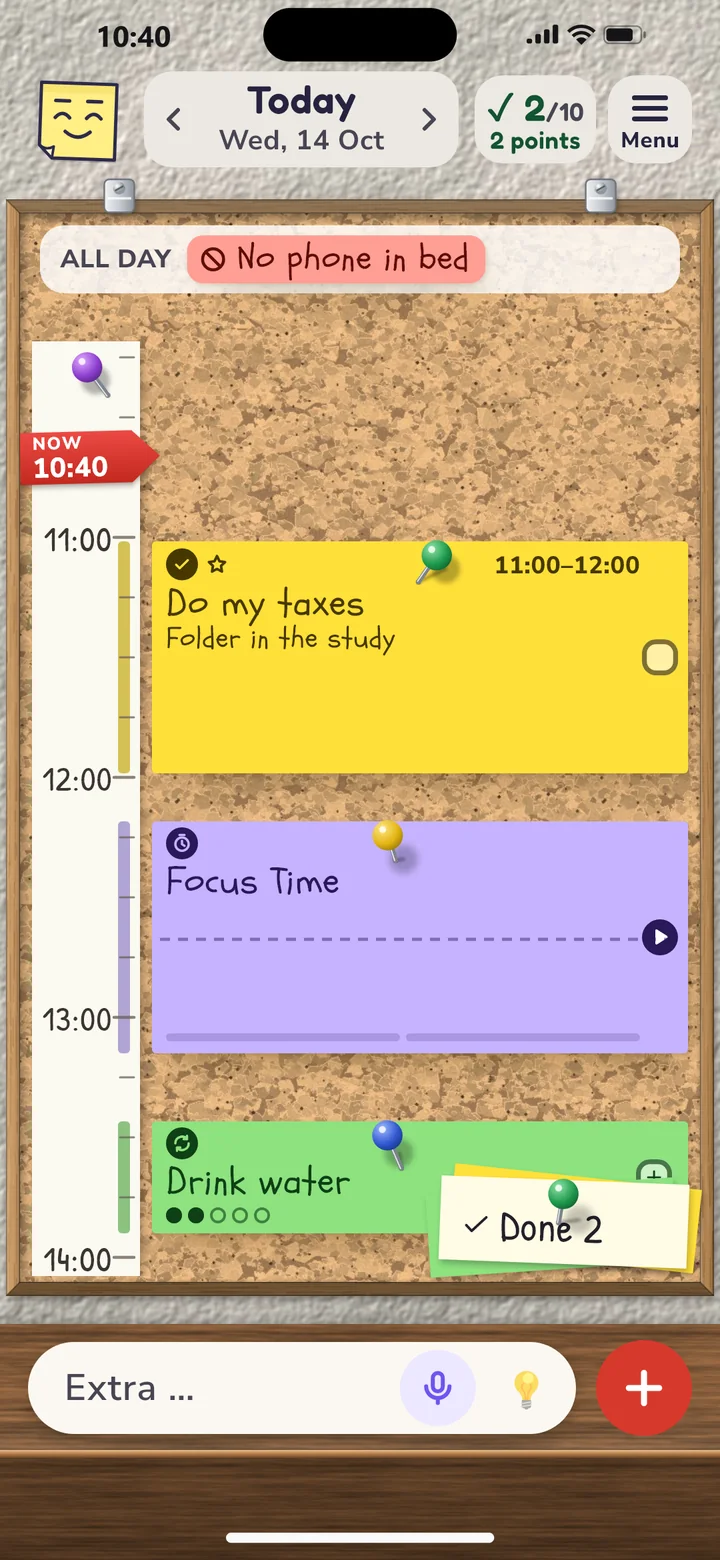 10:40
Today
Wed, 14 Oct
✓ 2/10
2 points
Menu
ALL DAY
No phone in bed
NOW
10:40
11:00
11:00–12:00
Do my taxes
Folder in the study
12:00
Focus Time
13:00
Drink water
✓ Done 2
14:00
Extra ...